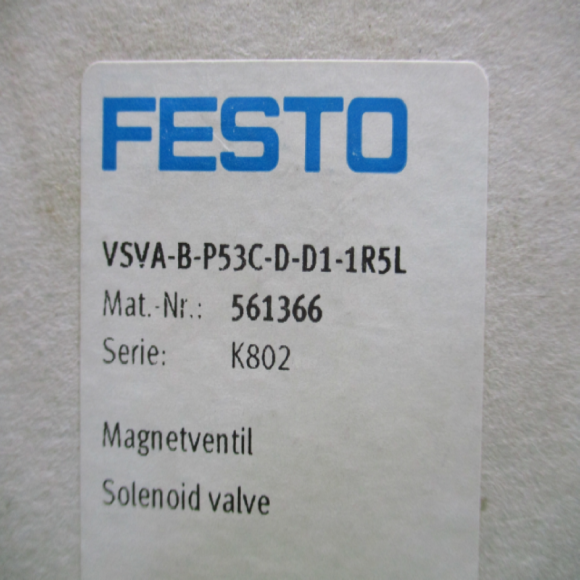 FESTO
VSVA-B-P53C-D-D1-1R5L
Mat.-Nr.: 561366
Serie: K802
Magnetventil
Solenoid valve